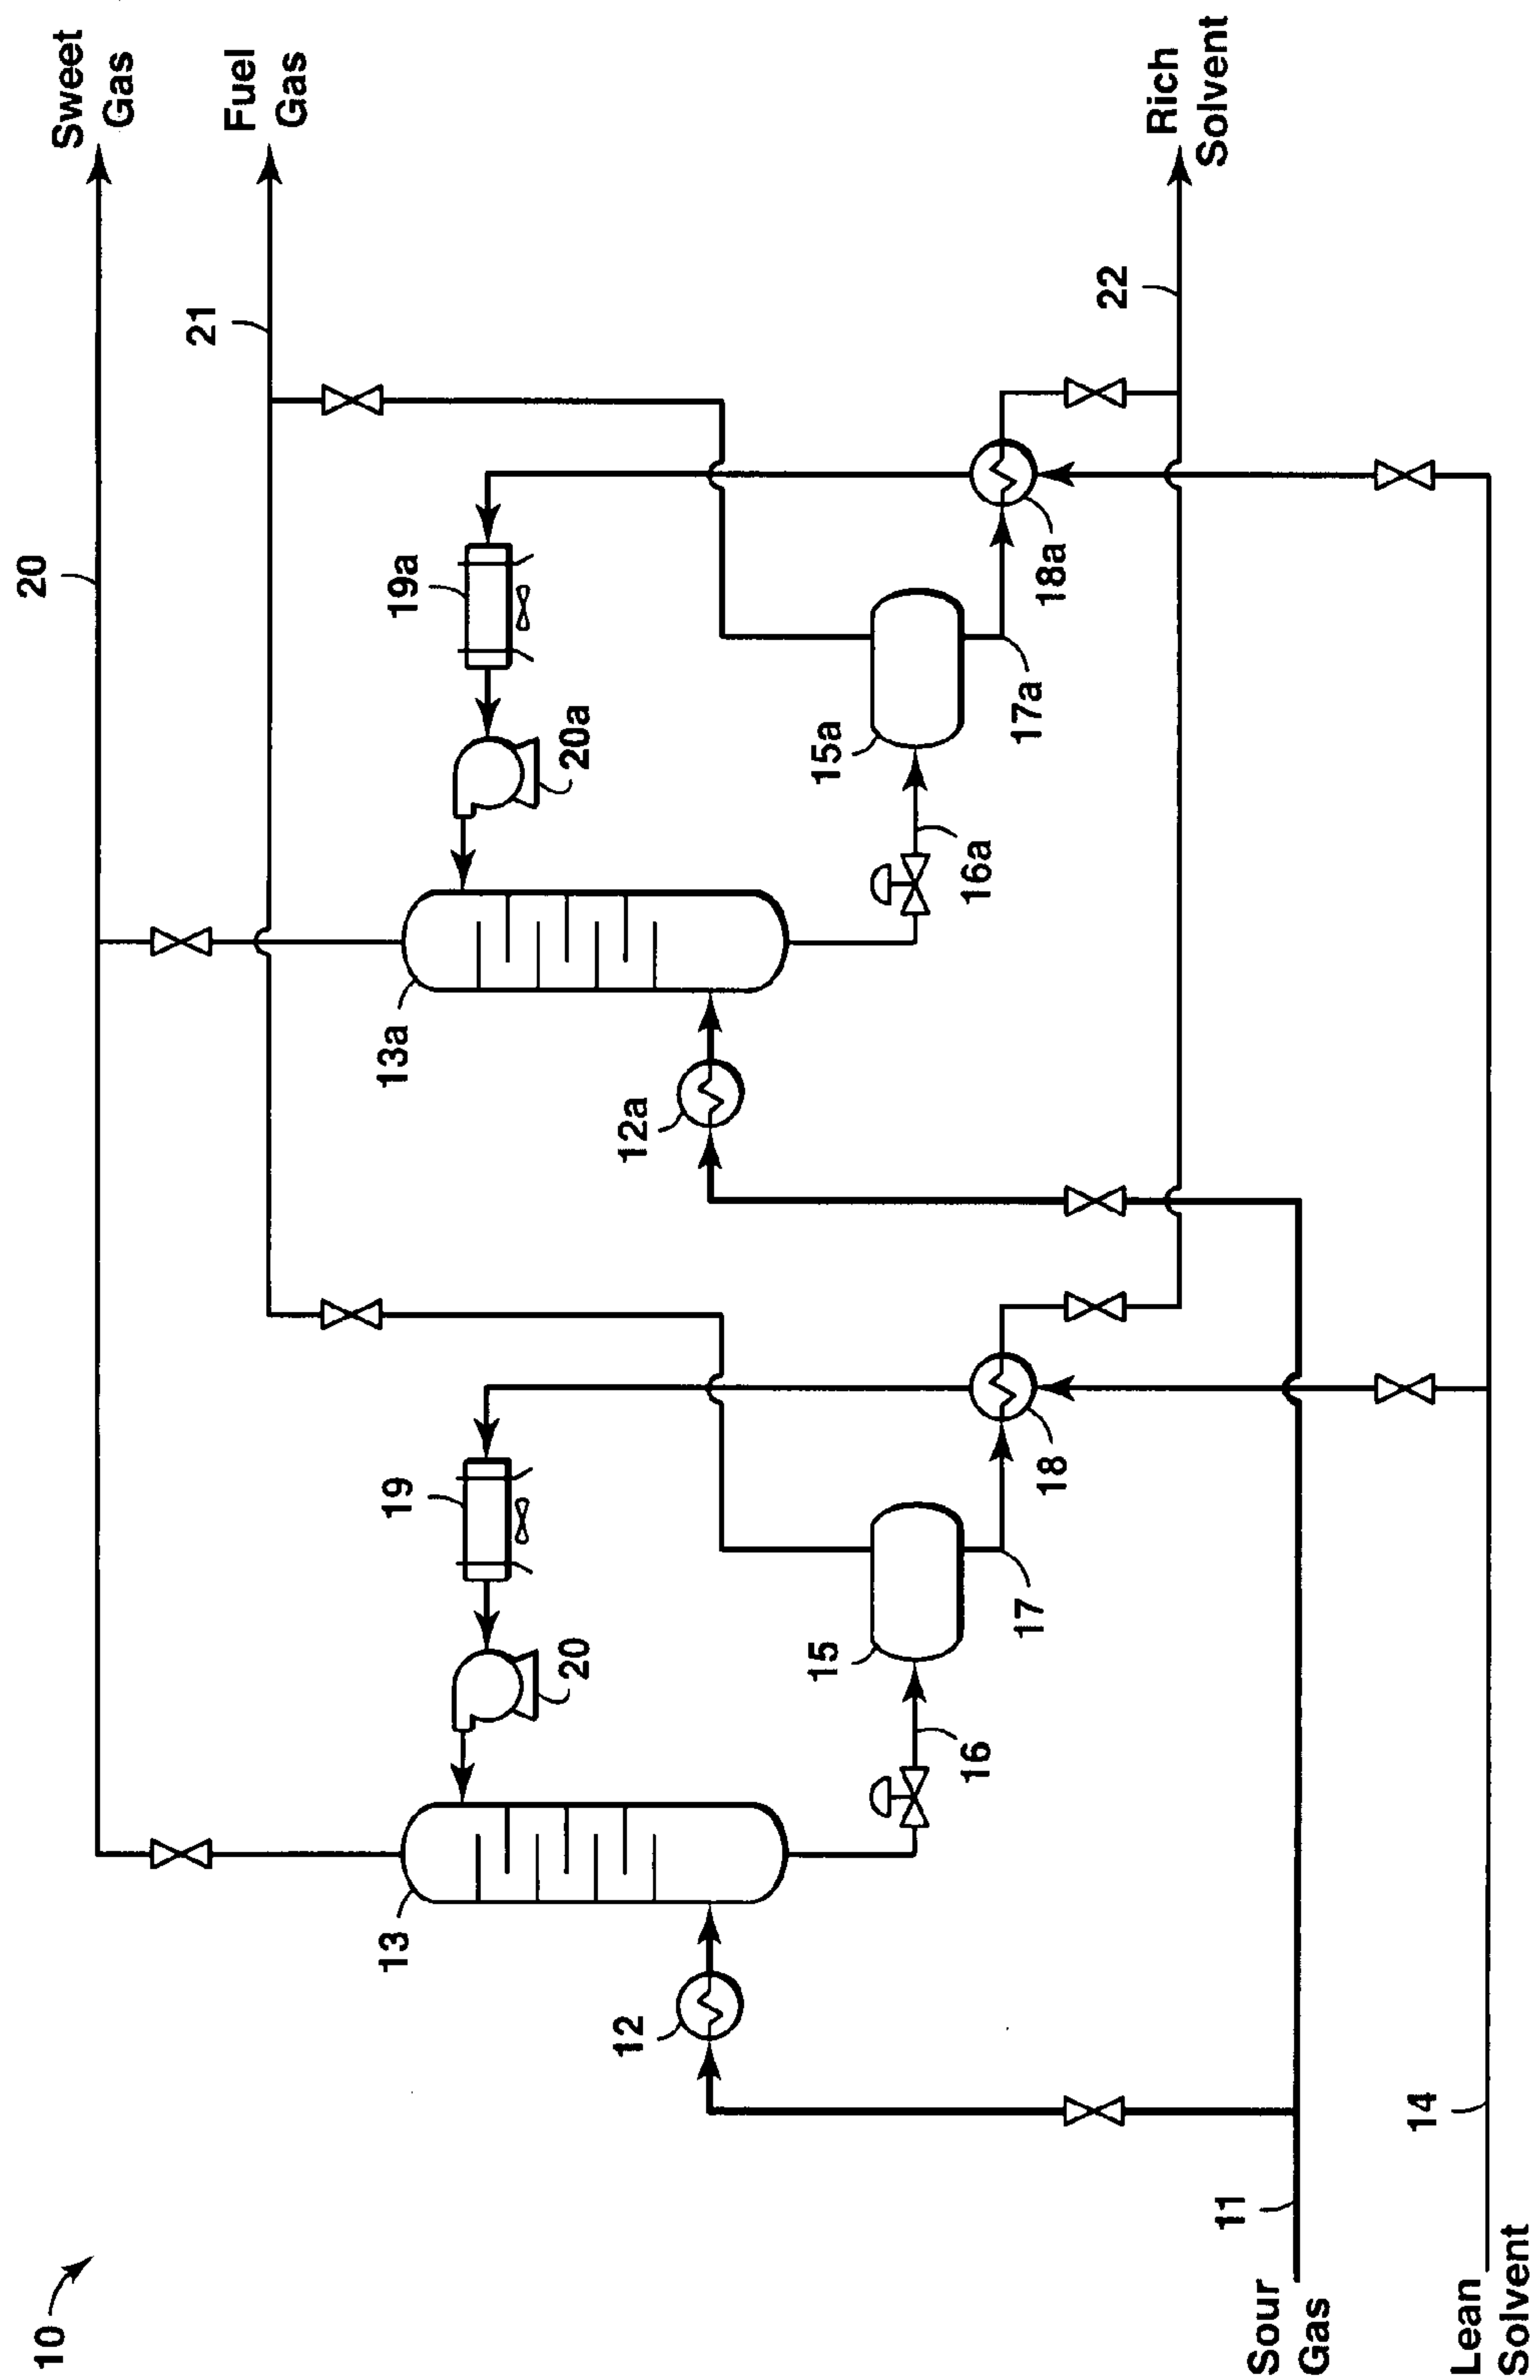 10
20
Sweet
Gas
21
Fuel
Gas
19
19a
20
20a
13
13a
12
12a
15
15a
16
16a
17
17a
18
18a
22
Rich
Solvent
11
Sour
Gas
14
Lean
Solvent